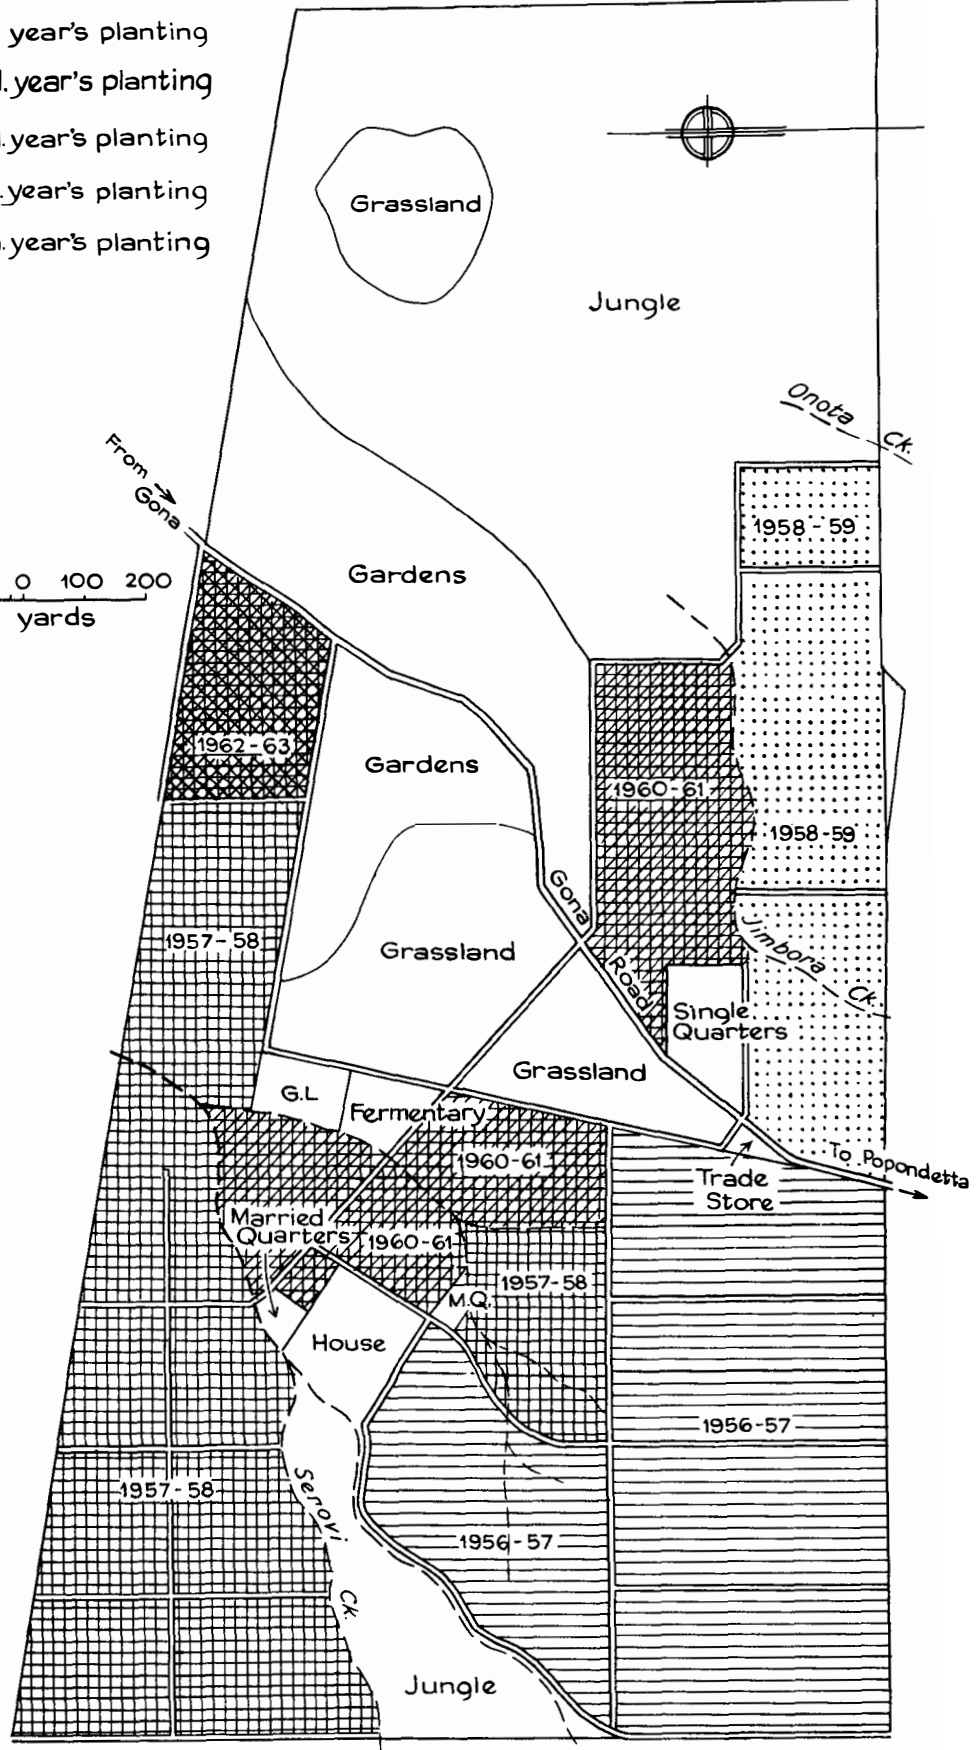 year's planting
year's planting
year's planting
year's planting
year's planting
Grassland
Jungle
Onota Ck.
From
Gona
1958-59
0 100 200
yards
Gardens
1962-63
Gardens
1960-61
1958-59
Gona Road
1957-58
Grassland
Jimbora Ck.
Single
Quarters
Grassland
G.L
Fermentary
1960-61
To Popondetta
Trade
Store
Married
Quarters
1960-61
1957-58
M.Q.
House
1956-57
1957-58
Serovi Ck.
1956-57
Jungle